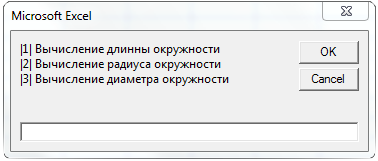 Microsoft Excel
|1| Вычисление длинны окружности
|2| Вычисление радиуса окружности
|3| Вычисление диаметра окружности
OK
Cancel